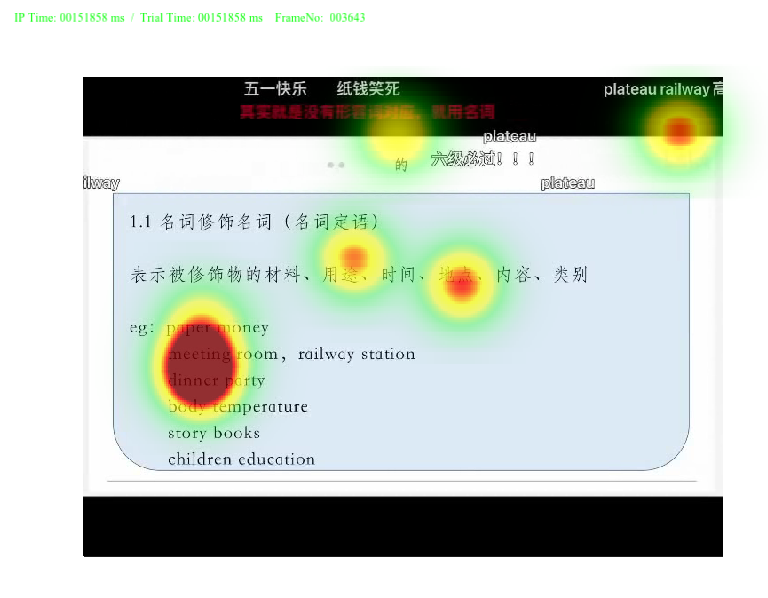 IP Time: 00151858 ms / Trial Time: 00151858 ms FrameNo: 003643
五一快乐 纸钱笑死 plateau railway 高
其实就是没有形容词对应，就用名词
plateau
的 六级必过！！！
ilway plateau
1.1 名词修饰名词（名词定语）
表示被修饰物的材料、用途、时间、地点、内容、类别
eg: paper money
meeting room, railway station
dinner party
body temperature
story books
children education